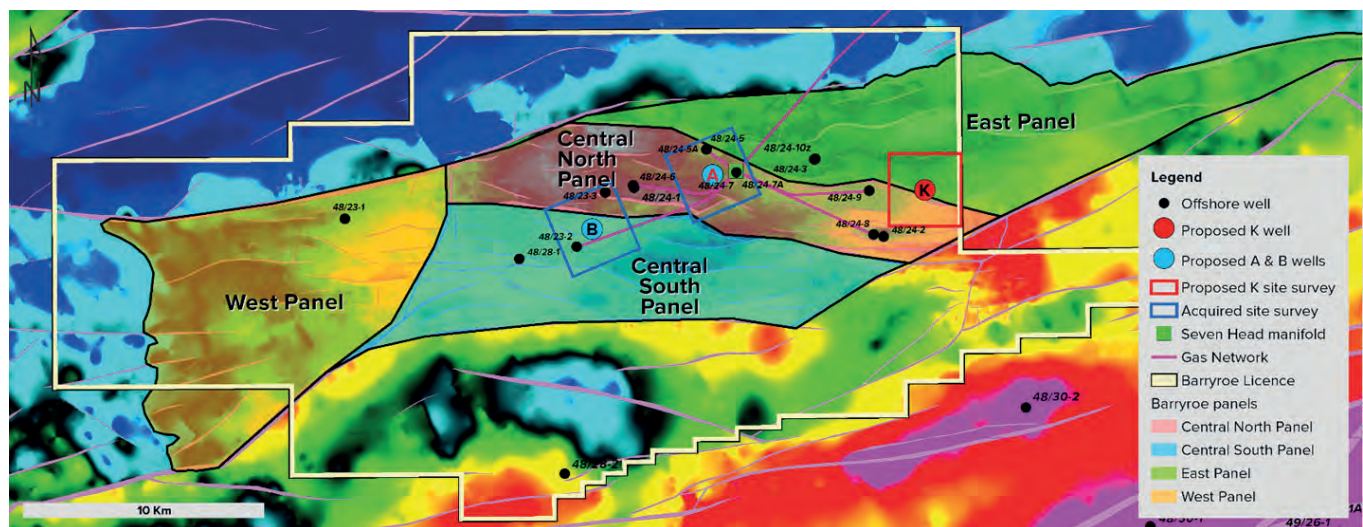 N
East Panel
Central
North
Panel
48/24-5
48/24-5A
48/24-10z
A
48/24-3
48/24-6
48/24-7
48/24-7A
K
48/23-3
48/24-1
48/24-9
48/23-1
B
48/23-2
48/24-8
48/24-2
48/28-1
Central
South
Panel
West Panel
48/30-2
48/28-2
10 Km
Legend
Offshore well
Proposed K well
Proposed A & B wells
Proposed K site survey
Acquired site survey
Seven Head manifold
Gas Network
Barryroe Licence
Barryroe panels
Central North Panel
Central South Panel
East Panel
West Panel
48/30-1
49/26-1
1A